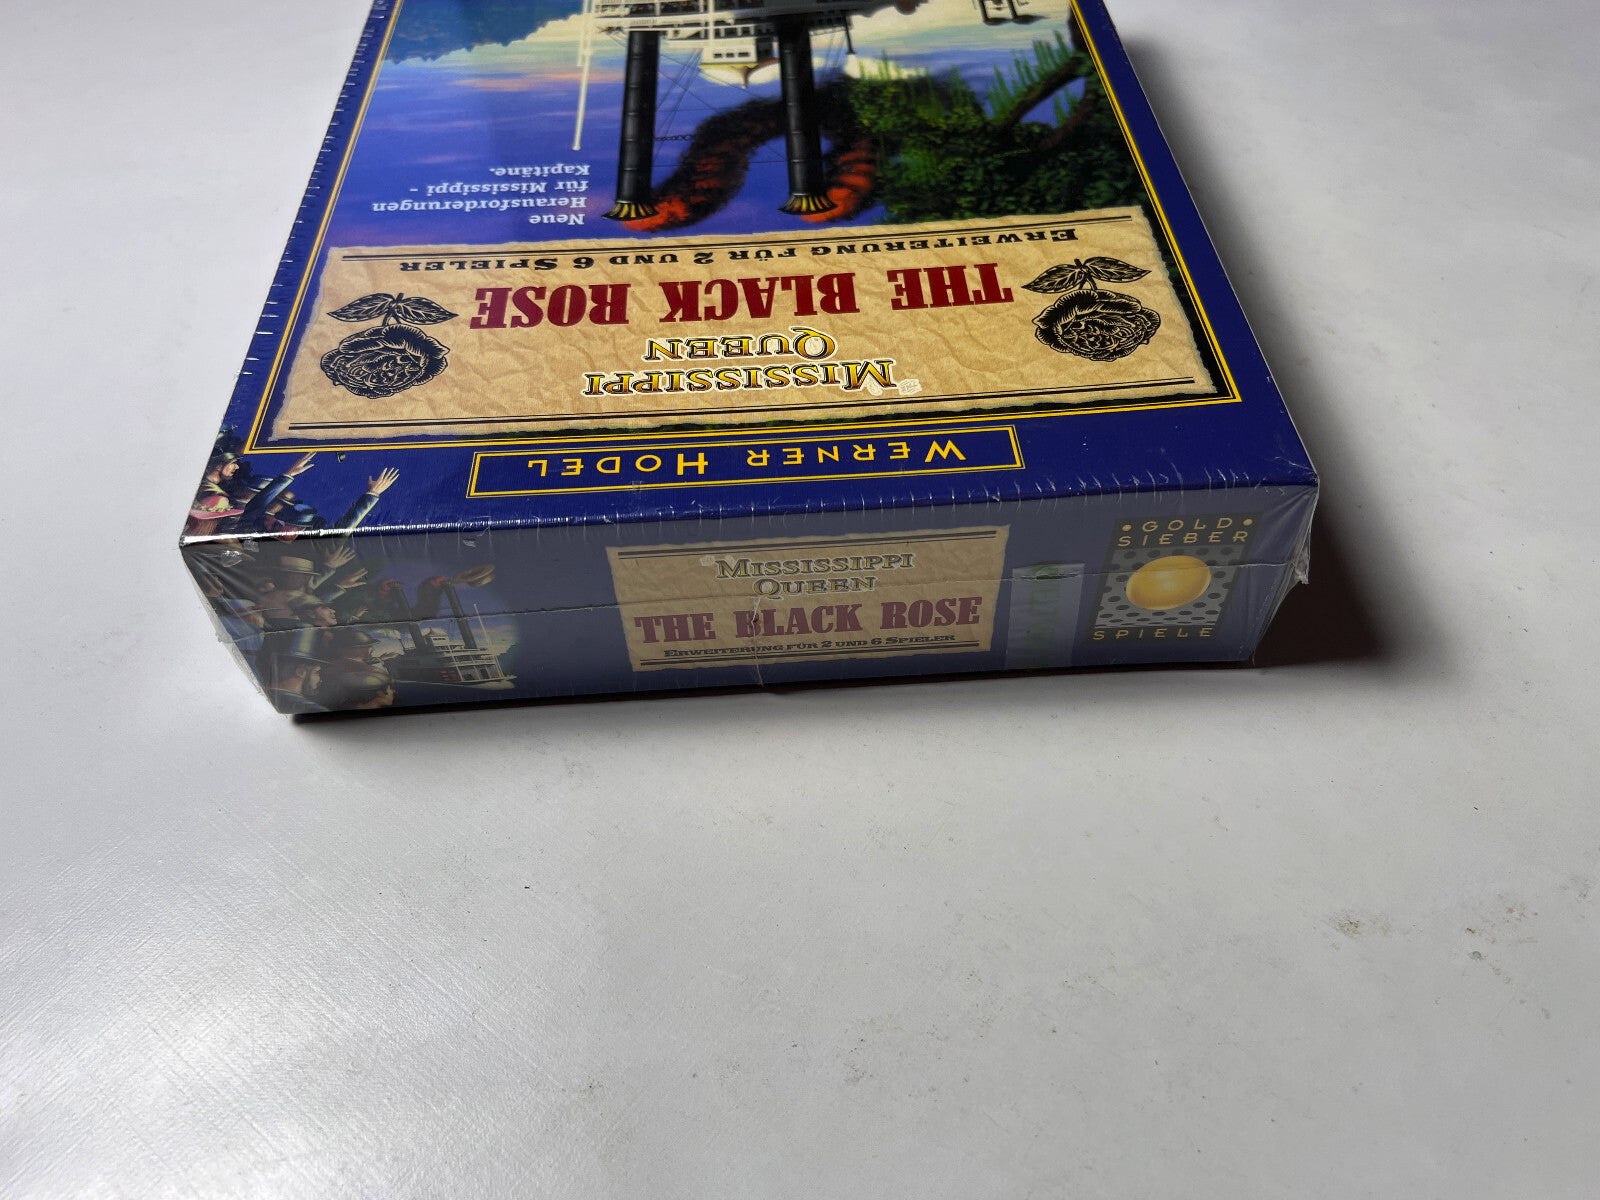 WERNER HODEL
MISSISSIPPI
QUEEN
THE BLACK ROSE
ERWEITERUNG FÜR 2 UND 6 SPIELER
Neue
Herausforderungen
für Mississippi -
Kapitäne.
MISSISSIPPI
QUEEN
THE BLACK ROSE
ERWEITERUNG FÜR 2 UND 6 SPIELER
GOLD
SIEBER
SPIELE